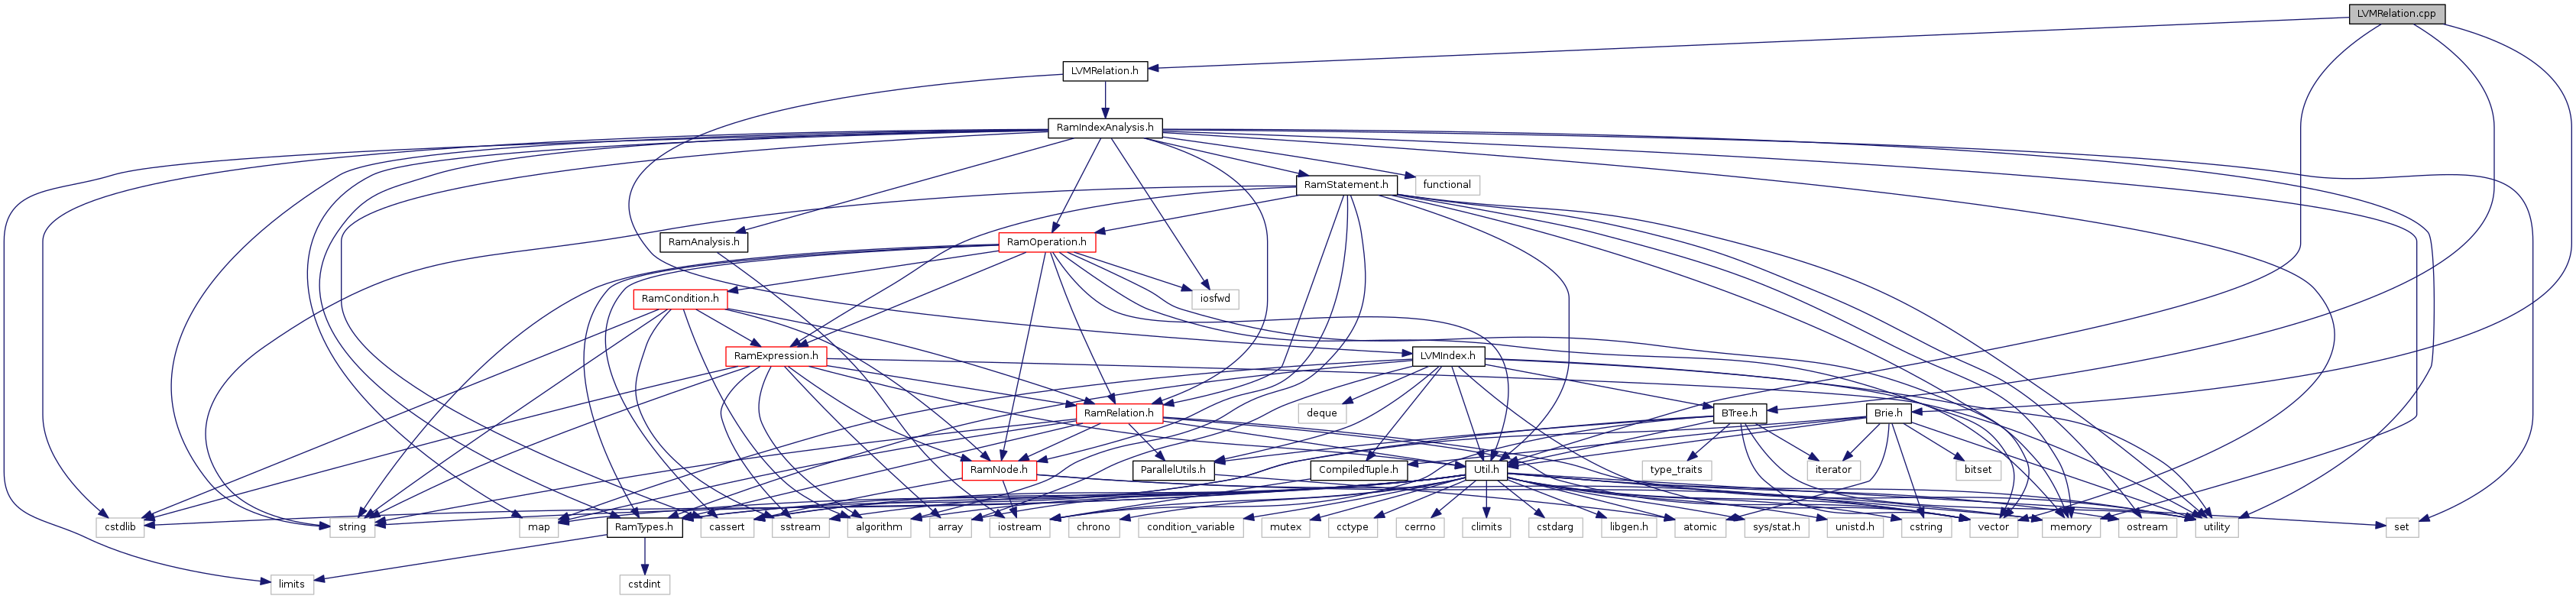 LVMRelation.cpp
LVMRelation.h
RamIndexAnalysis.h
RamStatement.h
functional
RamAnalysis.h
RamOperation.h
RamCondition.h
iosfwd
RamExpression.h
LVMIndex.h
RamRelation.h
deque
BTree.h
Brie.h
RamNode.h
ParallelUtils.h
CompiledTuple.h
Util.h
type_traits
iterator
bitset
cstdlib
string
map
RamTypes.h
cassert
sstream
algorithm
array
iostream
chrono
condition_variable
mutex
cctype
cerrno
climits
cstdarg
libgen.h
atomic
sys/stat.h
unistd.h
cstring
vector
memory
ostream
utility
set
limits
cstdint